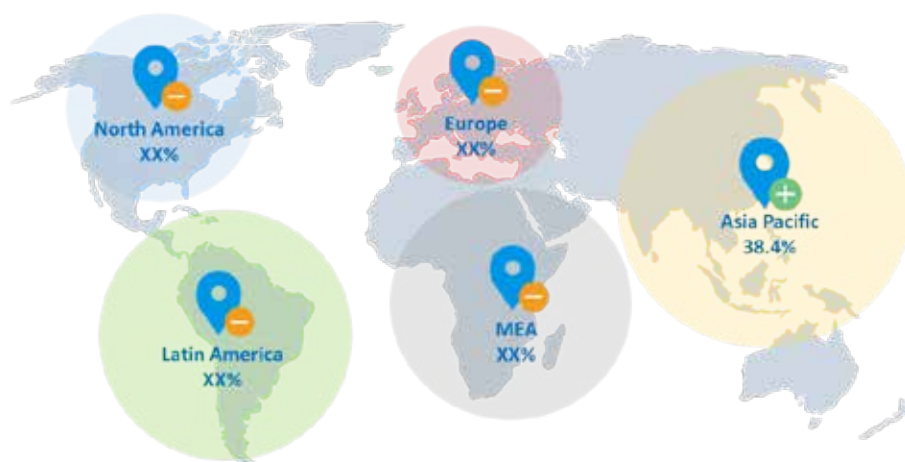 North America
XX%
Europe
XX%
Asia Pacific
38.4%
Latin America
XX%
MEA
XX%